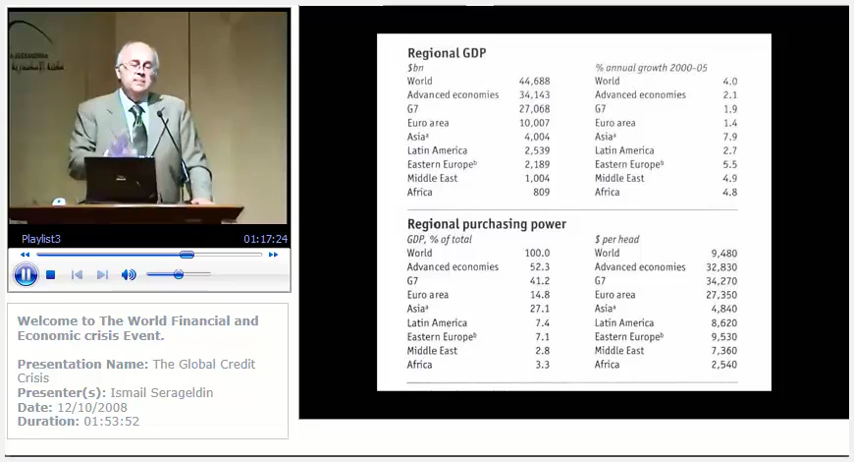 ALEXANDRINA
مكتبة الإسكندرية
Playlist3
01:17:24
Welcome to The World Financial and
Economic crisis Event.
Presentation Name: The Global Credit
Crisis
Presenter(s): Ismail Serageldin
Date: 12/10/2008
Duration: 01:53:52
Regional GDP
$bn % annual growth 2000-05
World 44,688 World 4.0
Advanced economies 34,143 Advanced economies 2.1
G7 27,068 G7 1.9
Euro area 10,007 Euro area 1.4
Asiaᵃ 4,004 Asiaᵃ 7.9
Latin America 2,539 Latin America 2.7
Eastern Europeᵇ 2,189 Eastern Europeᵇ 5.5
Middle East 1,004 Middle East 4.9
Africa 809 Africa 4.8
Regional purchasing power
GDP, % of total $ per head
World 100.0 World 9,480
Advanced economies 52.3 Advanced economies 32,830
G7 41.2 G7 34,270
Euro area 14.8 Euro area 27,350
Asiaᵃ 27.1 Asiaᵃ 4,840
Latin America 7.4 Latin America 8,620
Eastern Europeᵇ 7.1 Eastern Europeᵇ 9,530
Middle East 2.8 Middle East 7,360
Africa 3.3 Africa 2,540